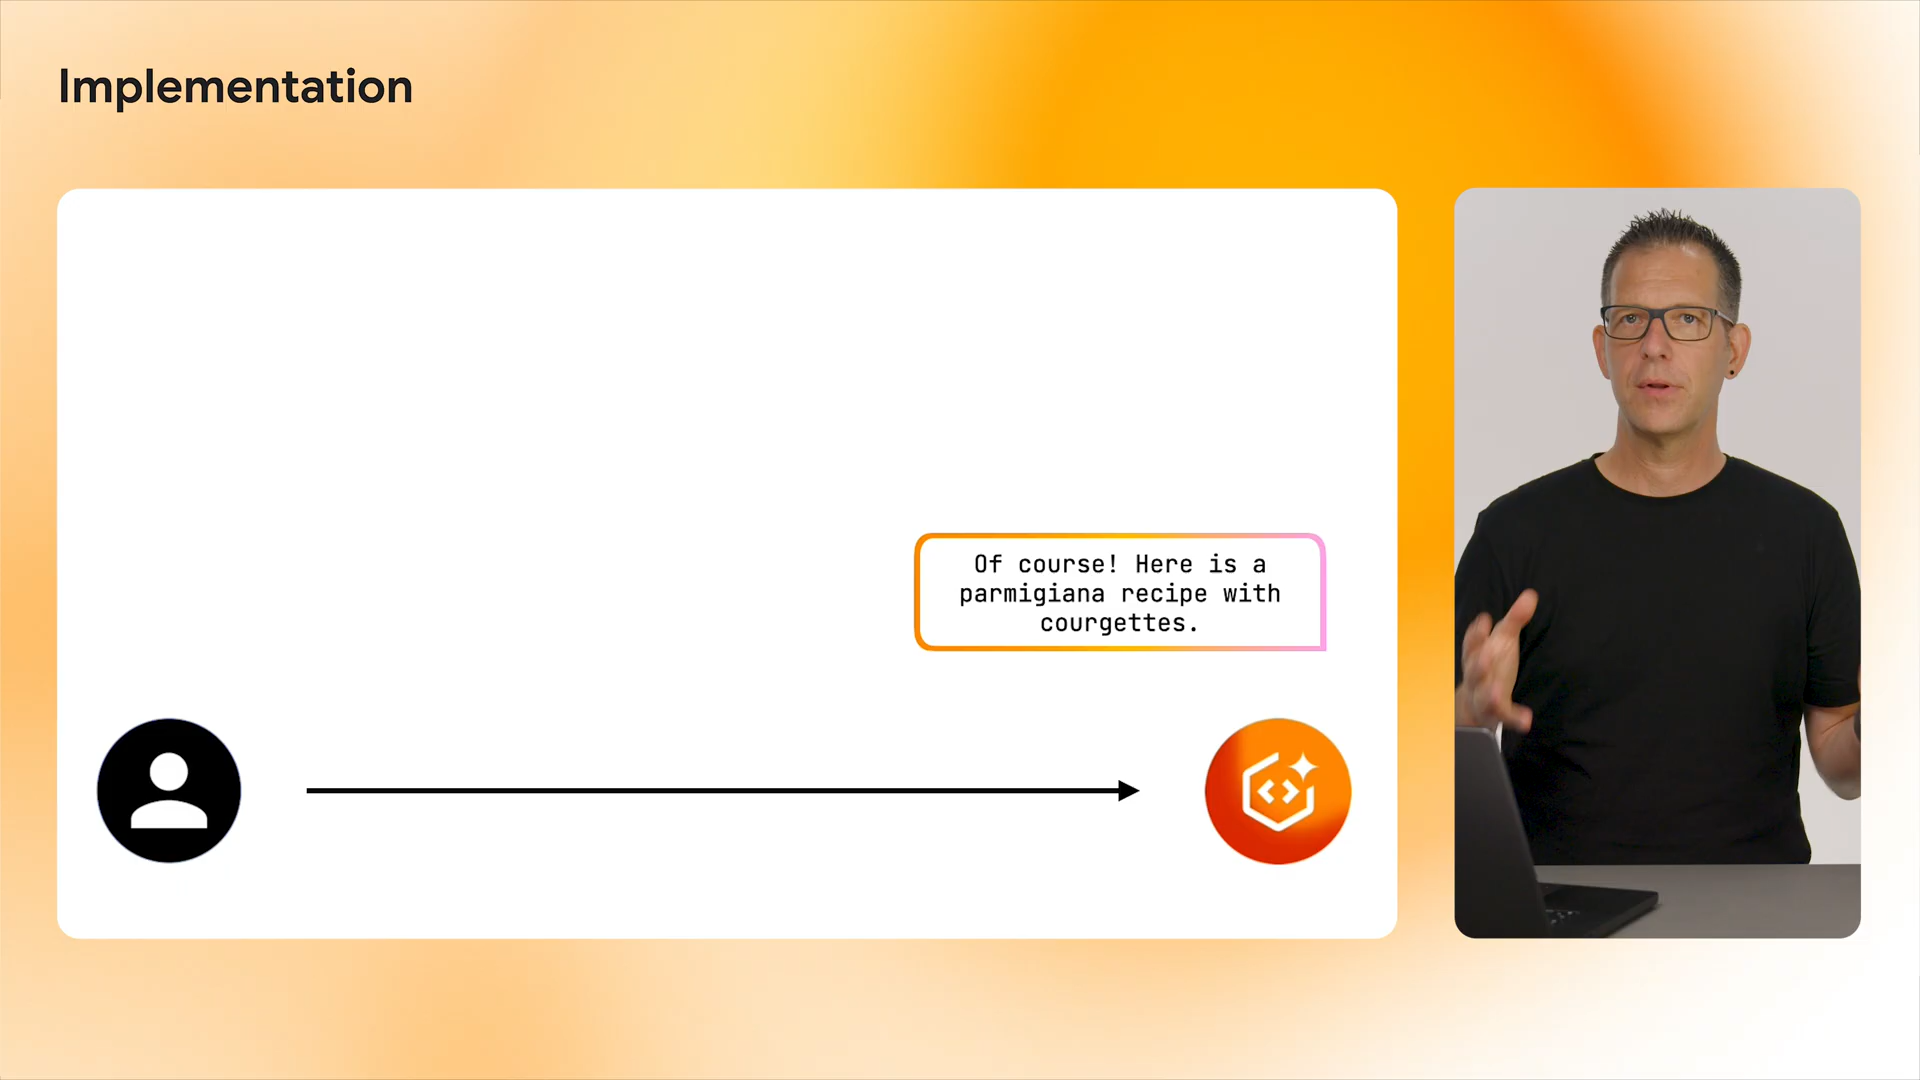 Implementation
Of course! Here is a
parmigiana recipe with
courgettes.